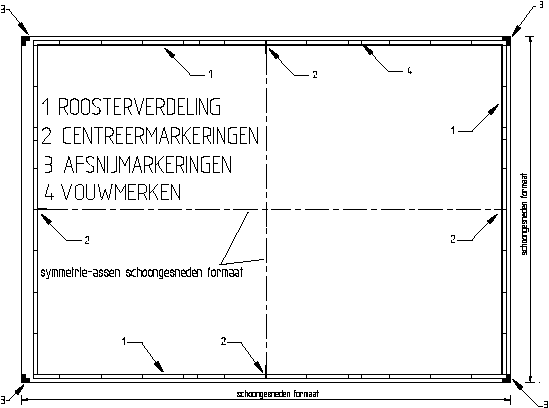 3
3
1
2
4
1 ROOSTERVERDELING
2 CENTREERMARKERINGEN
3 AFSNIJMARKERINGEN
4 VOUWMERKEN
1
schoongesneden formaat
2
2
symmetrie-assen schoongesneden formaat
1
2
schoongesneden formaat
3
3